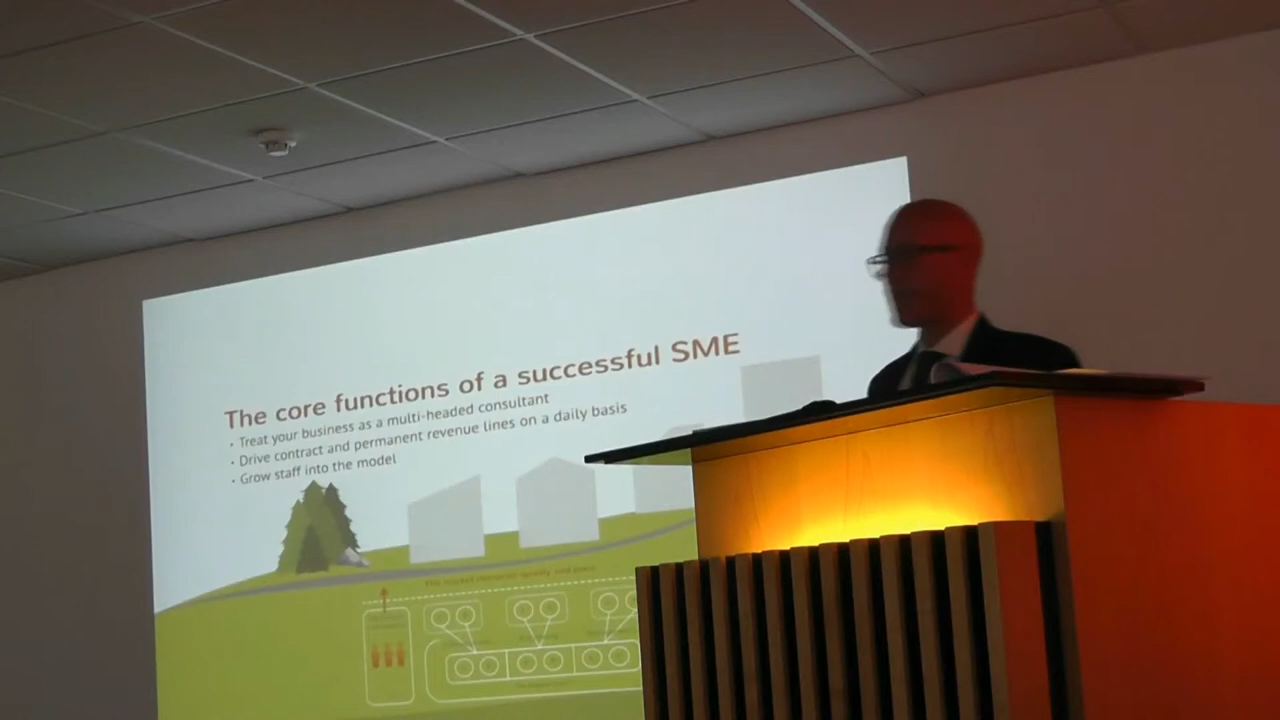 The core functions of a successful SME
• Treat your business as a multi-headed consultant
• Drive contract and permanent revenue lines on a daily basis
• Grow staff into the model